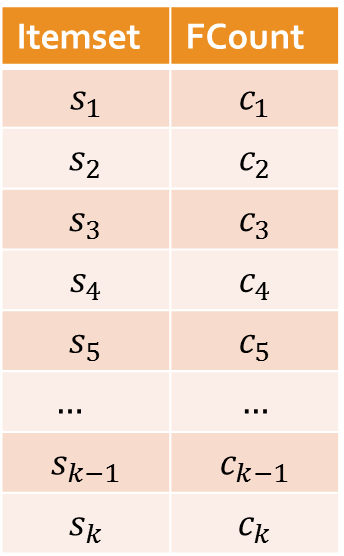 Itemset FCount
s₁ c₁
s₂ c₂
s₃ c₃
s₄ c₄
s₅ c₅
... ...
sₖ₋₁ cₖ₋₁
sₖ cₖ